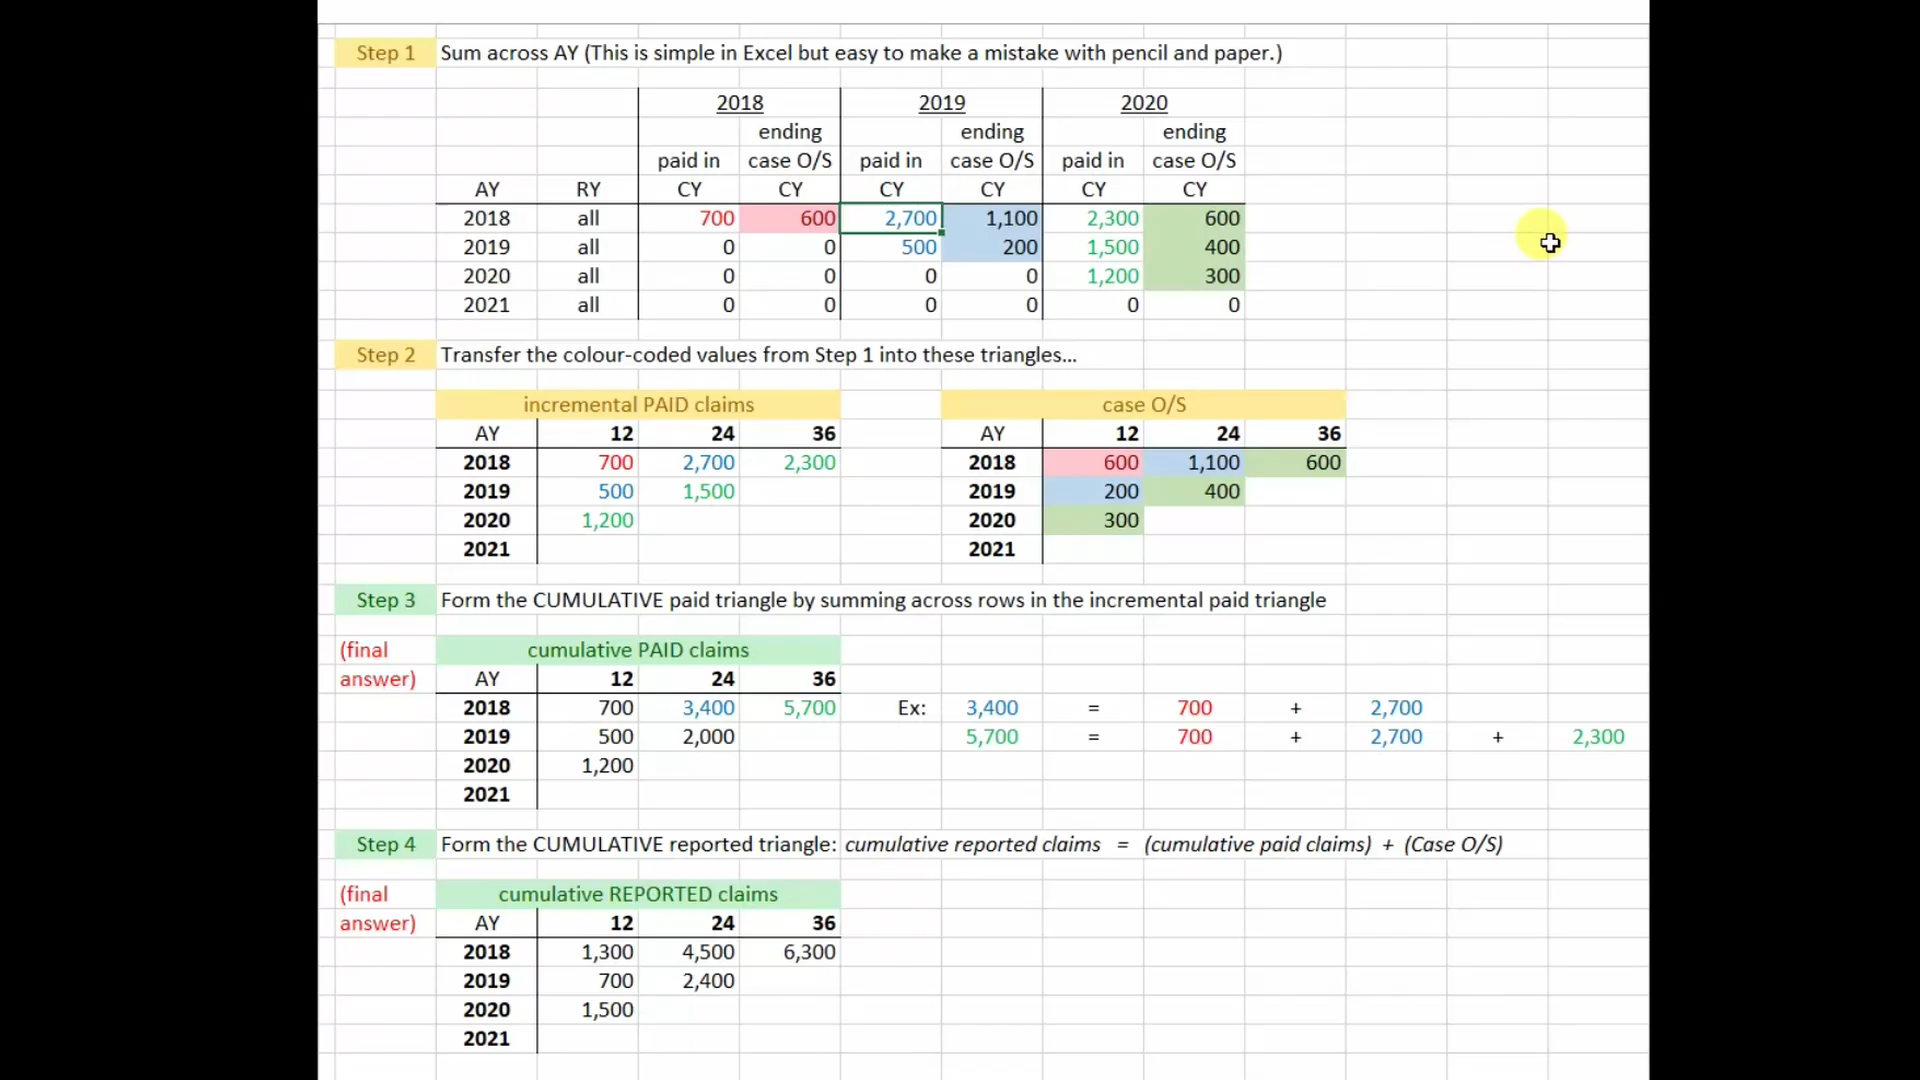 Step 1 Sum across AY (This is simple in Excel but easy to make a mistake with pencil and paper.)
2018 2019 2020
ending ending ending
paid in case O/S paid in case O/S paid in case O/S
AY RY CY CY CY CY CY CY
2018 all 700 600 2,700 1,100 2,300 600
2019 all 0 0 500 200 1,500 400
2020 all 0 0 0 0 1,200 300
2021 all 0 0 0 0 0 0
Step 2 Transfer the colour-coded values from Step 1 into these triangles...
incremental PAID claims case O/S
AY 12 24 36 AY 12 24 36
2018 700 2,700 2,300 2018 600 1,100 600
2019 500 1,500 2019 200 400
2020 1,200 2020 300
2021 2021
Step 3 Form the CUMULATIVE paid triangle by summing across rows in the incremental paid triangle
(final cumulative PAID claims
answer) AY 12 24 36
2018 700 3,400 5,700 Ex: 3,400 = 700 + 2,700
2019 500 2,000 5,700 = 700 + 2,700 + 2,300
2020 1,200
2021
Step 4 Form the CUMULATIVE reported triangle: cumulative reported claims = (cumulative paid claims) + (Case O/S)
(final cumulative REPORTED claims
answer) AY 12 24 36
2018 1,300 4,500 6,300
2019 700 2,400
2020 1,500
2021